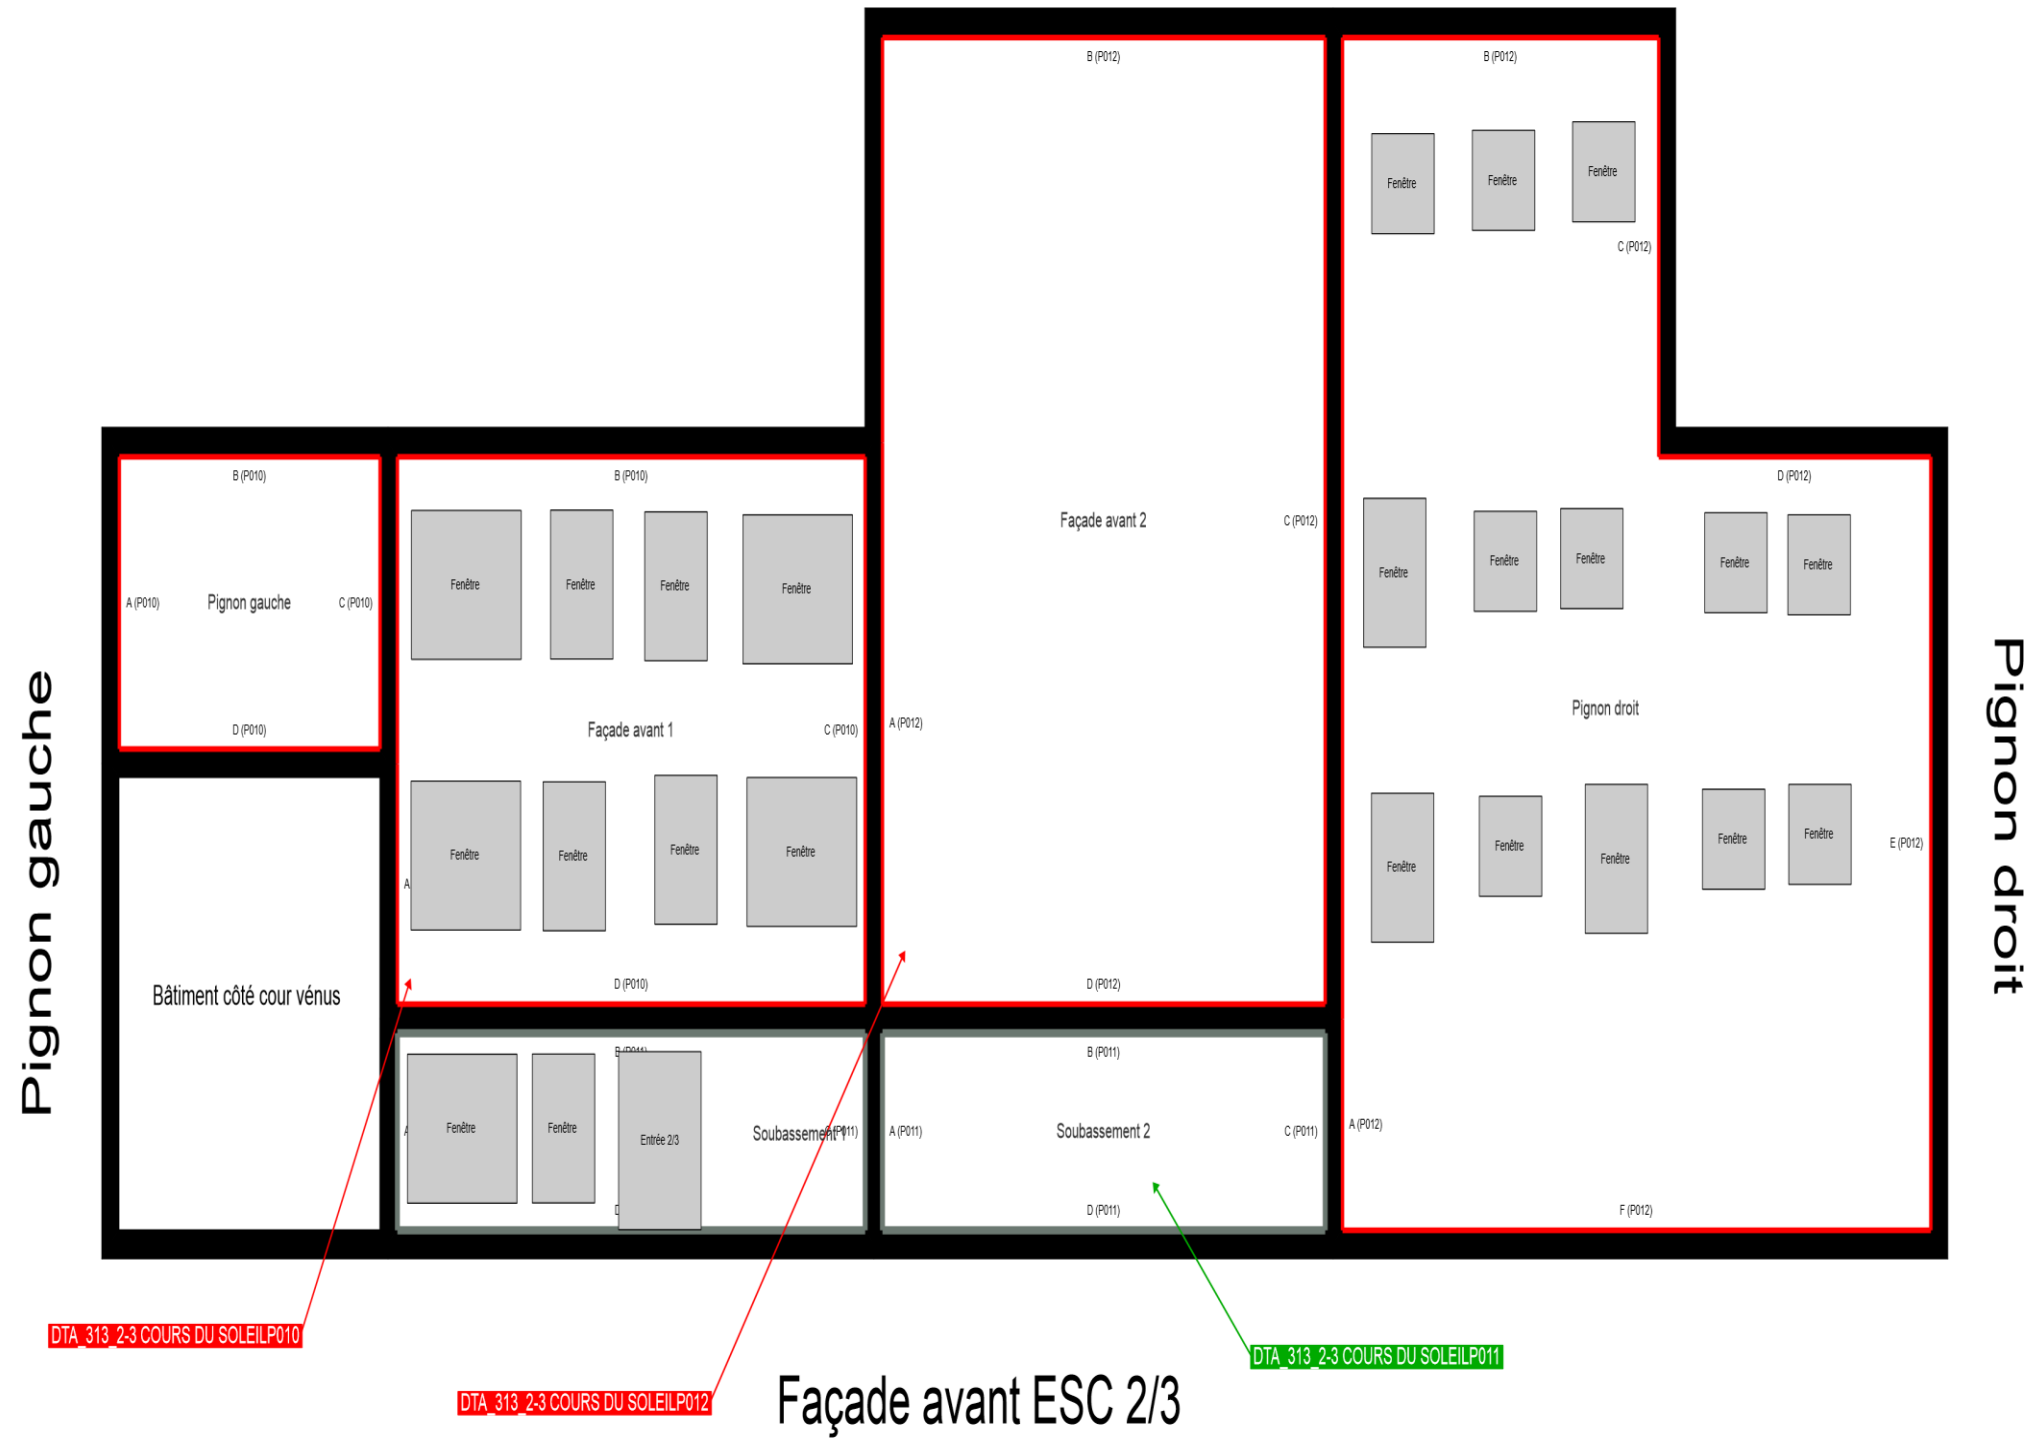 B (P012)
B (P012)
Fenêtre
Fenêtre
Fenêtre
C (P012)
B (P010)
B (P010)
D (P012)
Façade avant 2
C (P012)
Fenêtre
Fenêtre
Fenêtre
Fenêtre
Fenêtre
Fenêtre
Fenêtre
Fenêtre
Fenêtre
A (P010)
Pignon gauche
C (P010)
D (P010)
Façade avant 1
C (P010)
A (P012)
Pignon droit
Fenêtre
Fenêtre
Fenêtre
Fenêtre
Fenêtre
Fenêtre
Fenêtre
Fenêtre
Fenêtre
E (P012)
A
Pignon gauche
Pignon droit
Bâtiment côté cour vénus
D (P010)
D (P012)
B (P011)
B (P011)
Fenêtre
Fenêtre
Entrée 2/3
A
Soubassement 1
C (P011)
A (P011)
Soubassement 2
C (P011)
A (P012)
D
D (P011)
F (P012)
DTA_313_2-3 COURS DU SOLEILP010
DTA_313_2-3 COURS DU SOLEILP011
DTA_313_2-3 COURS DU SOLEILP012
Façade avant ESC 2/3